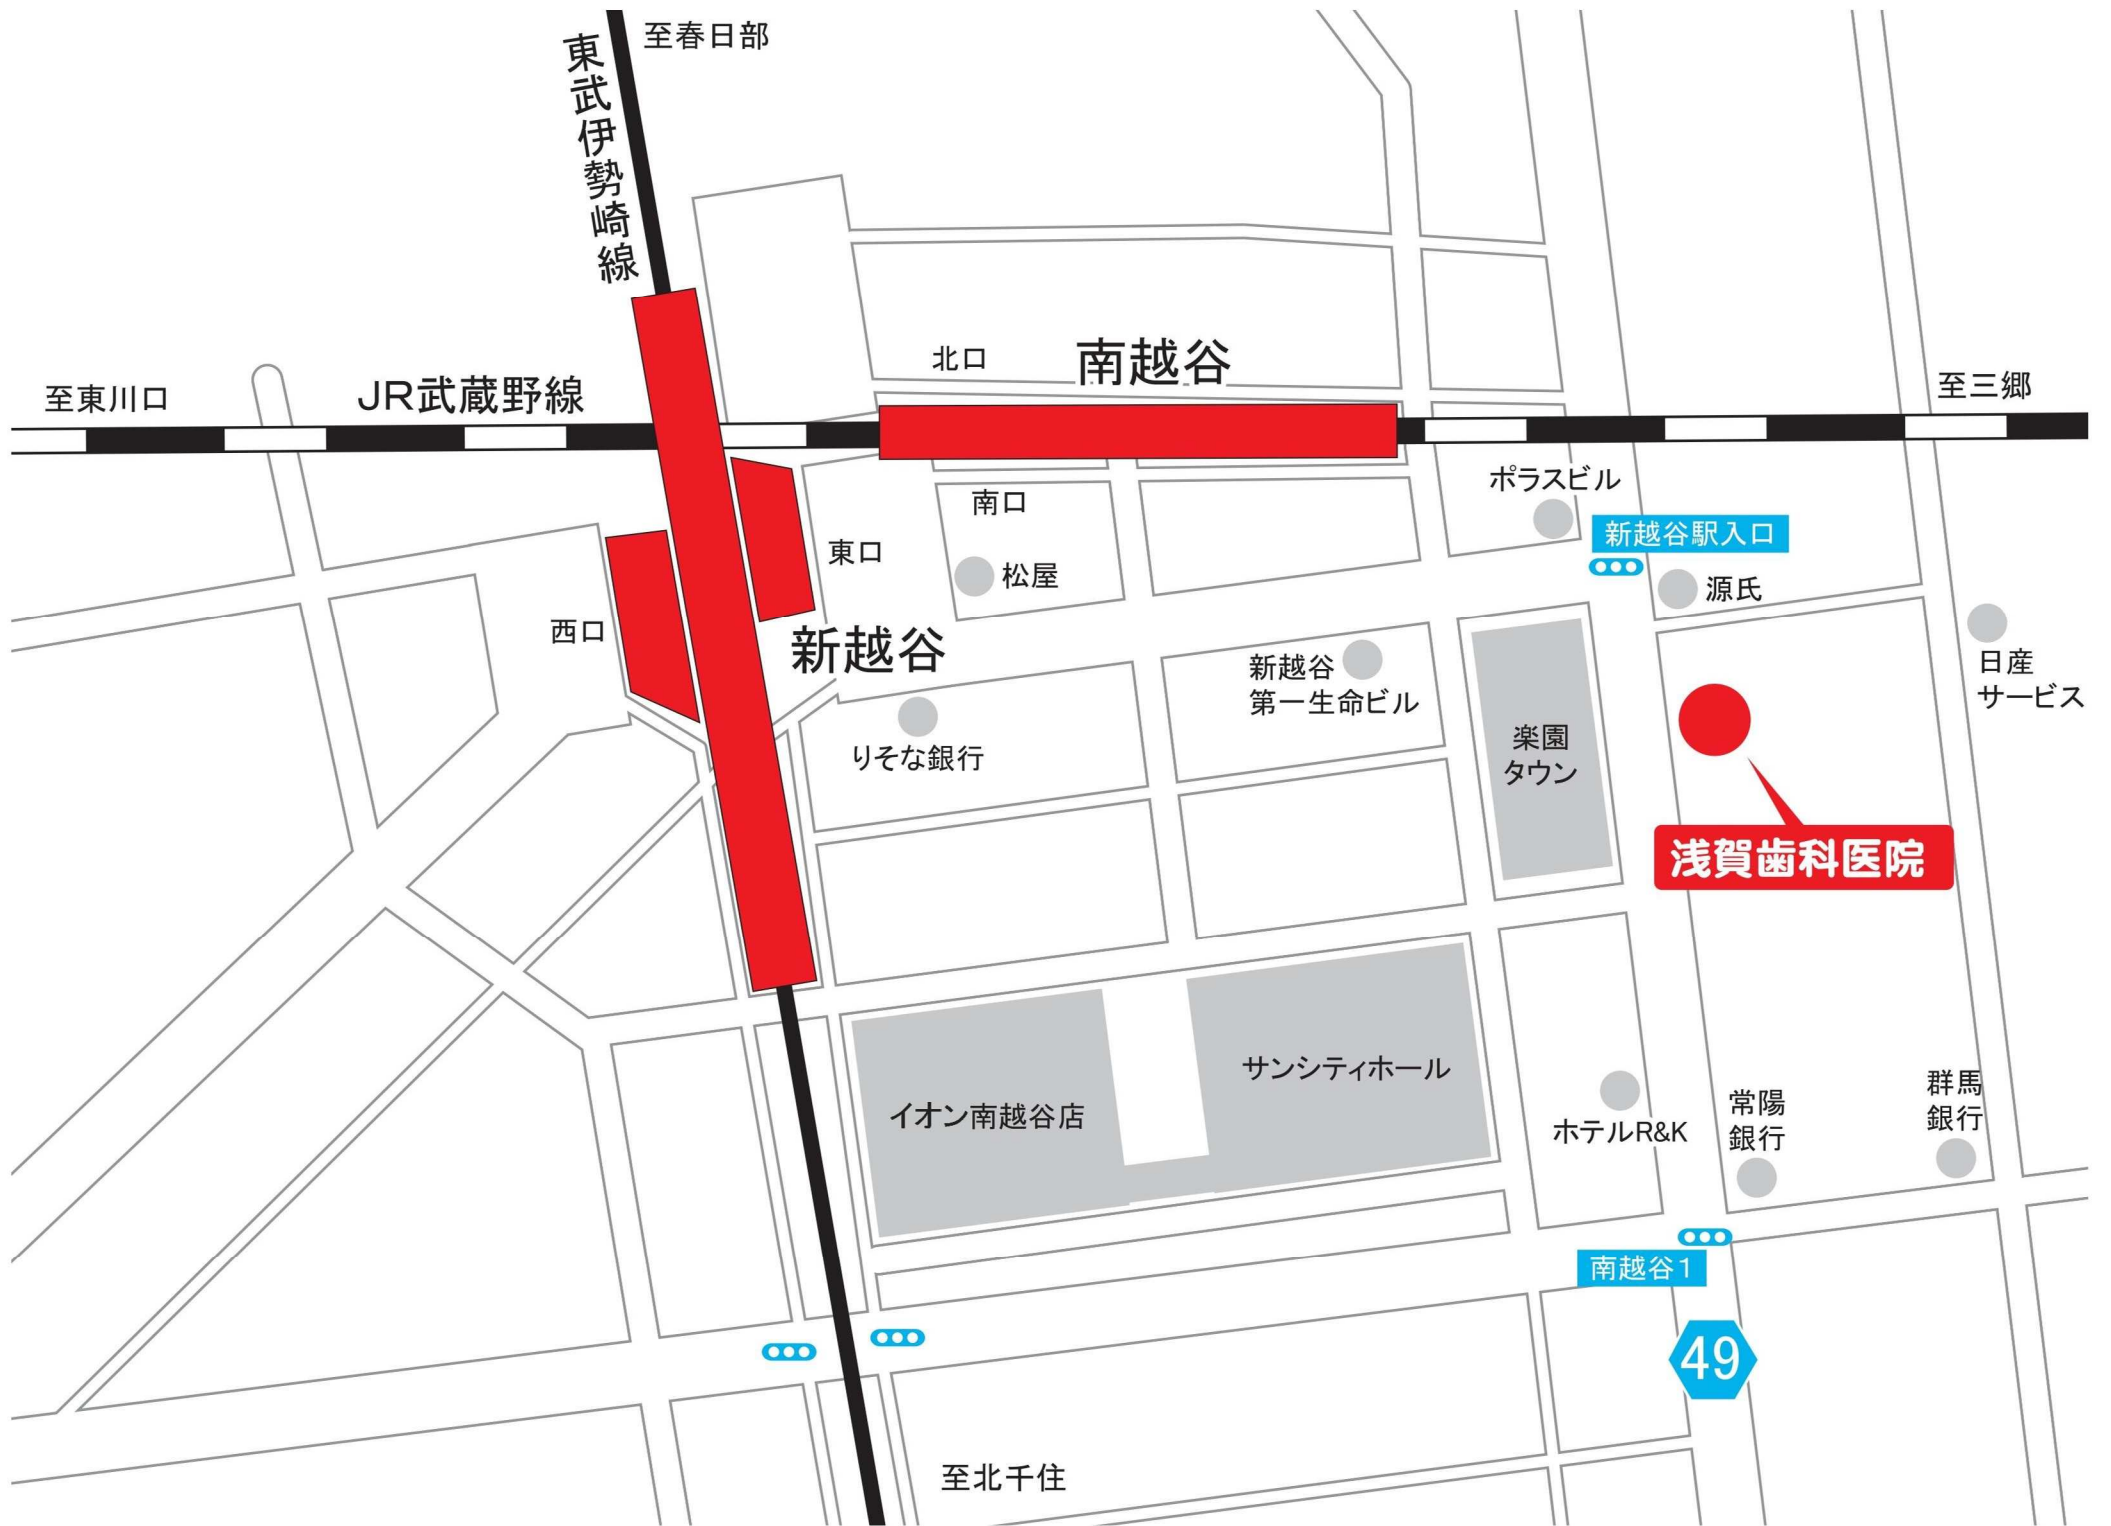 至春日部
東武伊勢崎線
北口
南越谷
至東川口
JR武蔵野線
至三郷
ポラスビル
南口
新越谷駅入口
東口
松屋
源氏
西口
新越谷
新越谷
第一生命ビル
日産
サービス
りそな銀行
楽園
タウン
浅賀歯科医院
サンシティホール
イオン南越谷店
ホテルR&K
常陽
銀行
群馬
銀行
南越谷1
49
至北千住